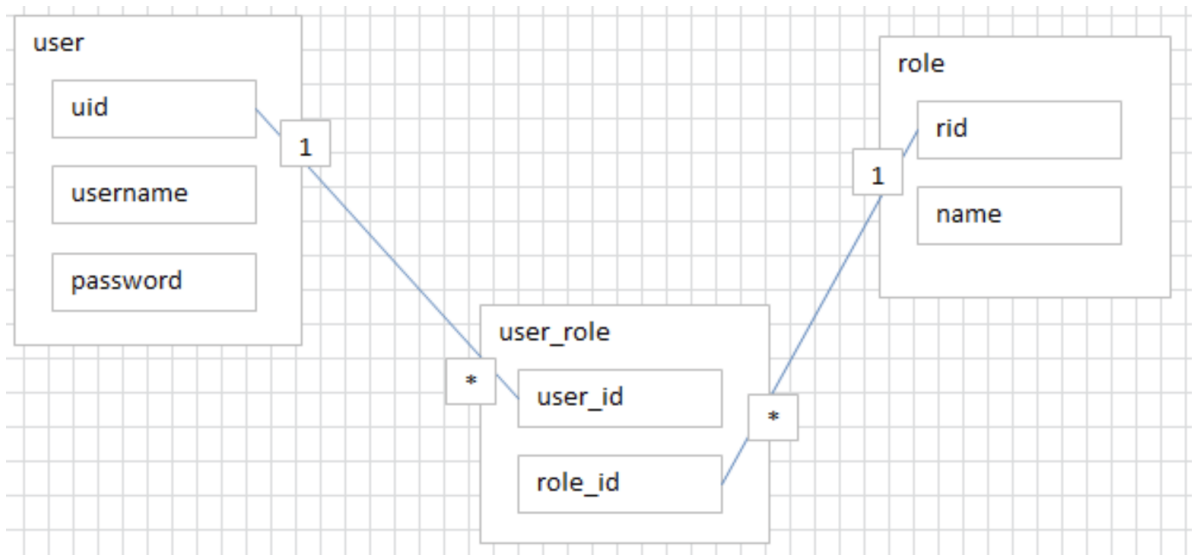 user
uid
username
password
1
*
user_role
user_id
role_id
*
1
role
rid
name